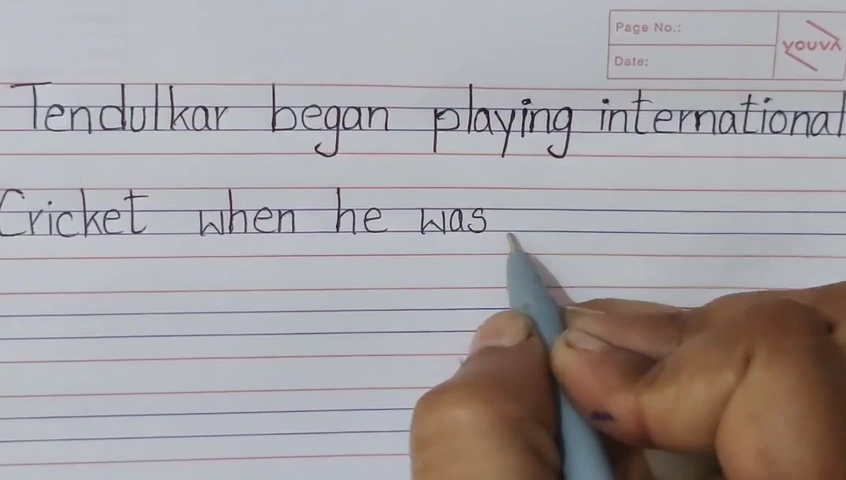 Page No.:
Date:
YOUVA
Tendulkar began playing international
Cricket when he was